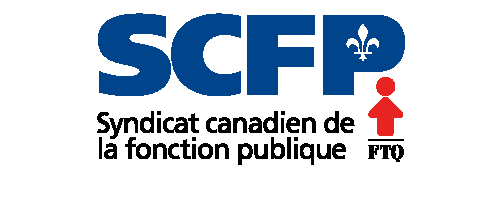 SCFP
Syndicat canadien de
la fonction publique
FTQ